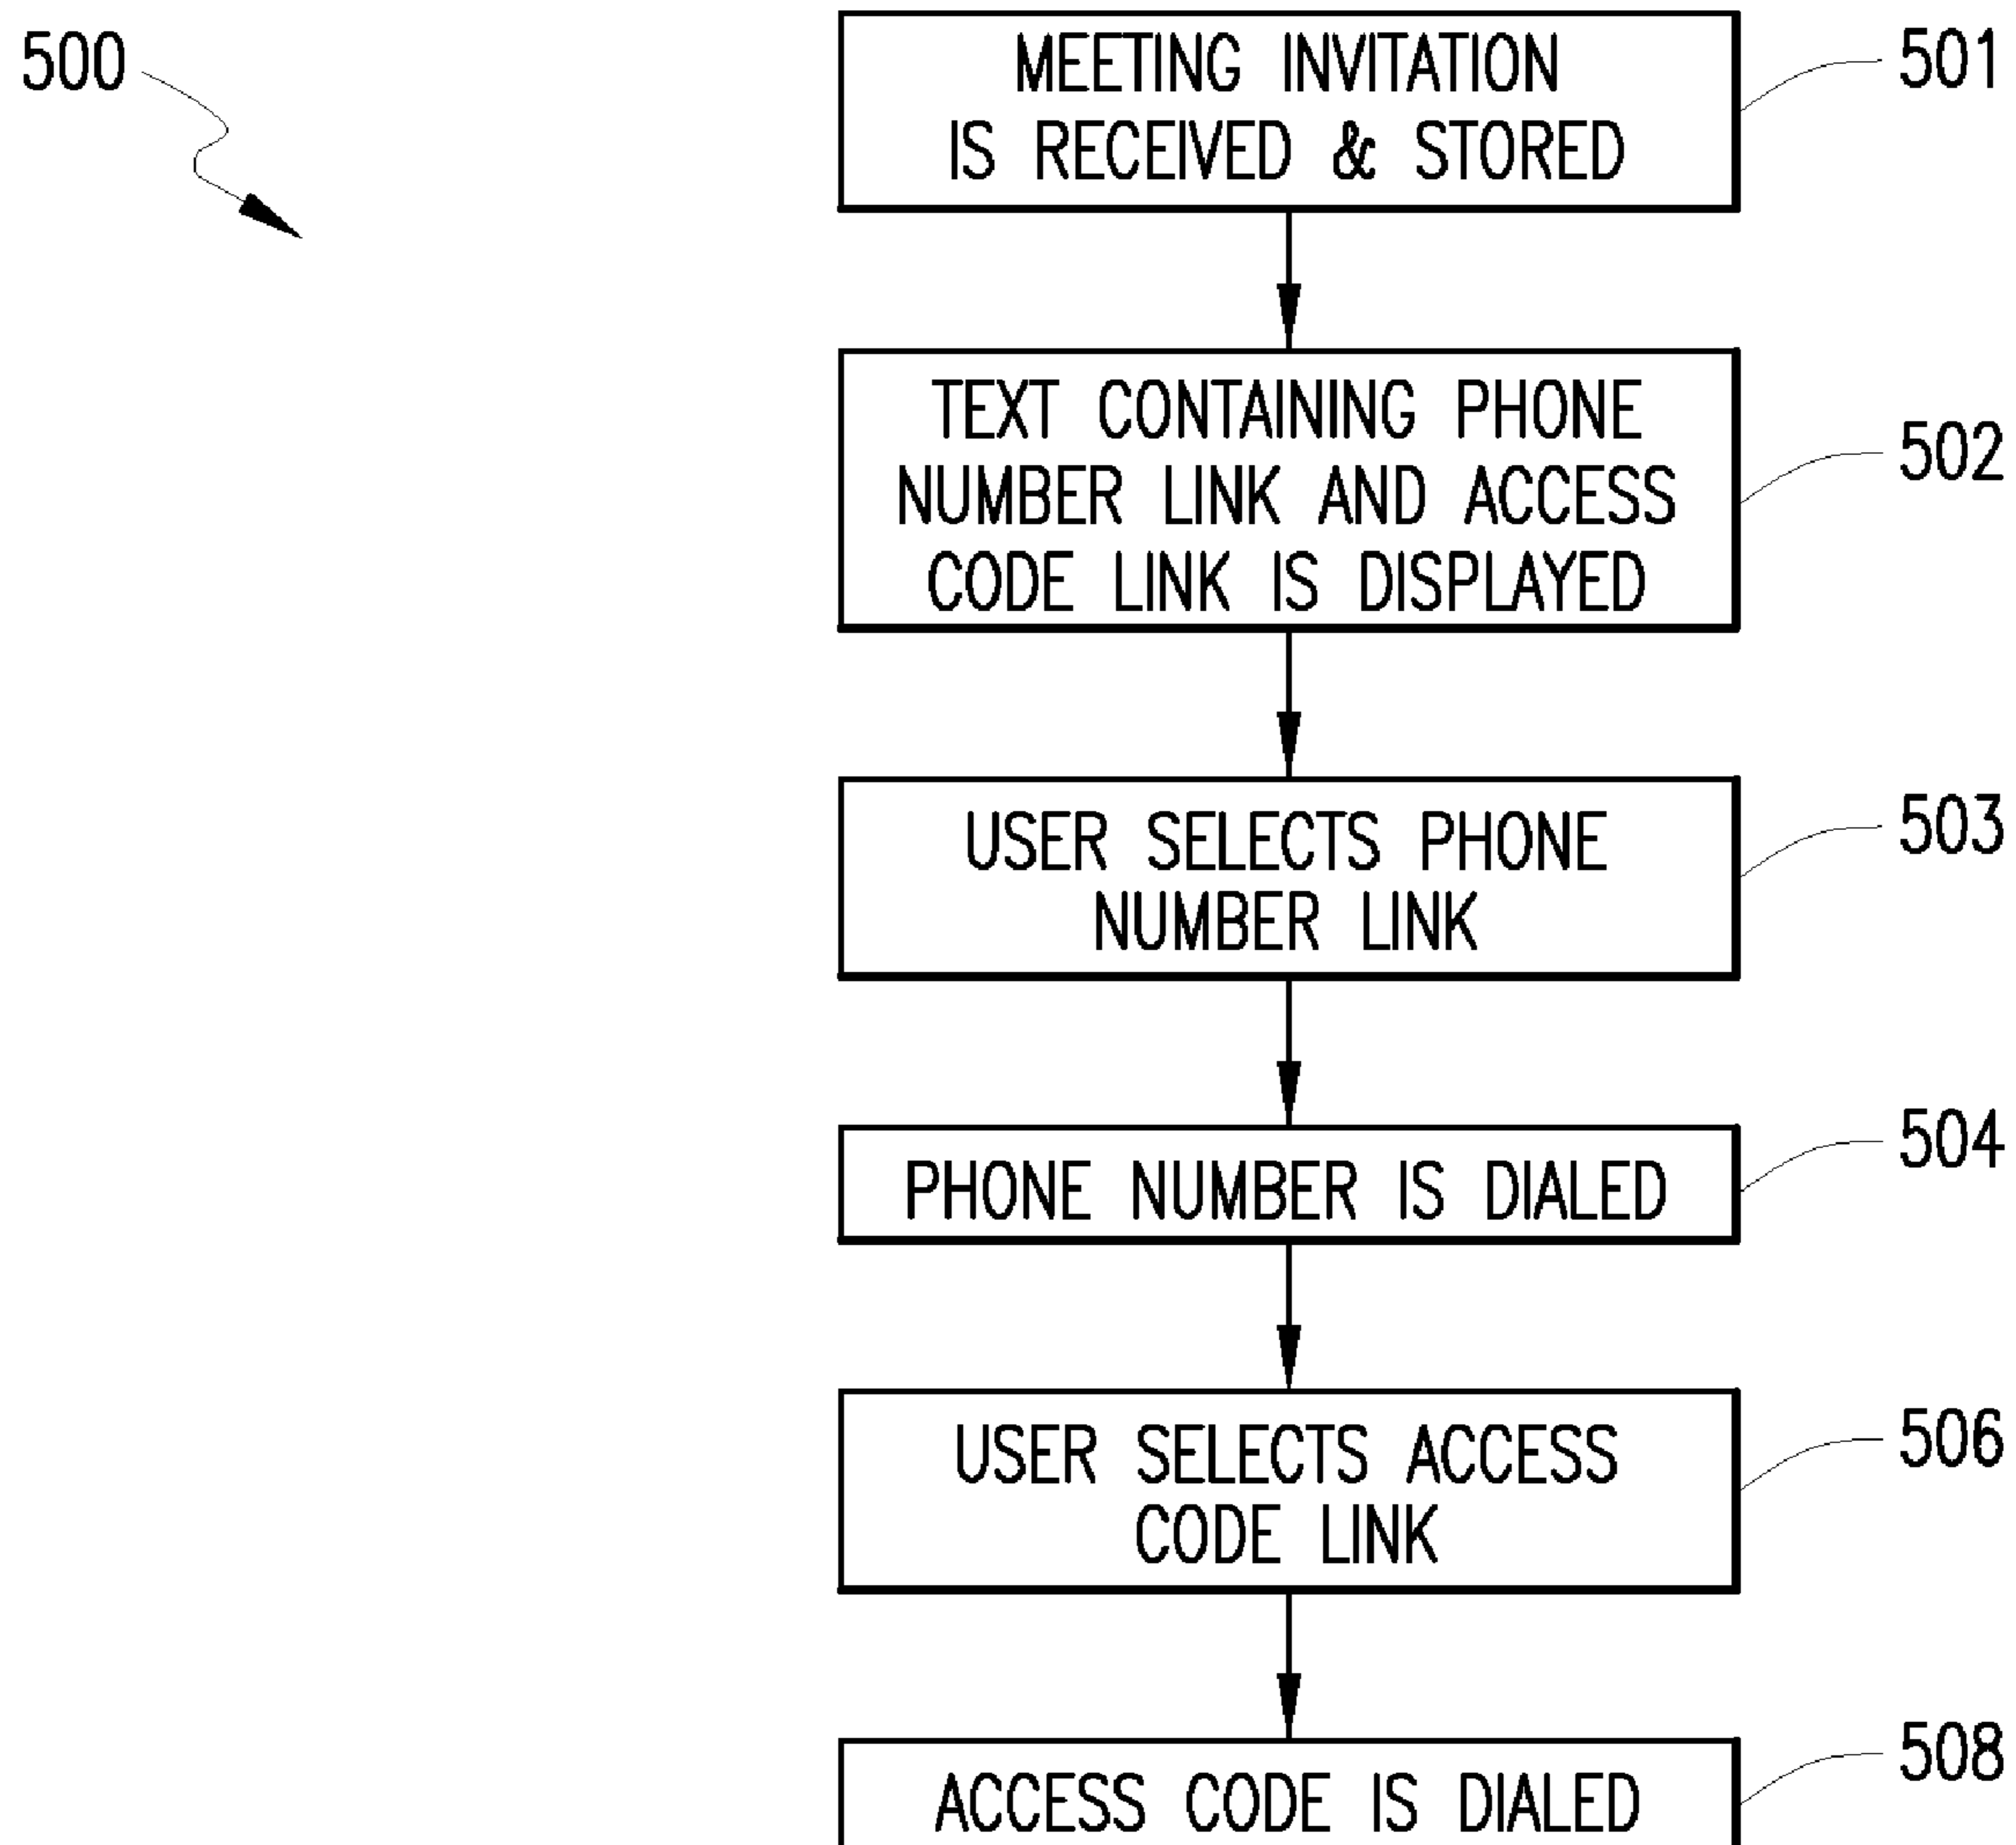 500
MEETING INVITATION
IS RECEIVED & STORED
501
TEXT CONTAINING PHONE
NUMBER LINK AND ACCESS
CODE LINK IS DISPLAYED
502
USER SELECTS PHONE
NUMBER LINK
503
PHONE NUMBER IS DIALED
504
USER SELECTS ACCESS
CODE LINK
506
ACCESS CODE IS DIALED
508